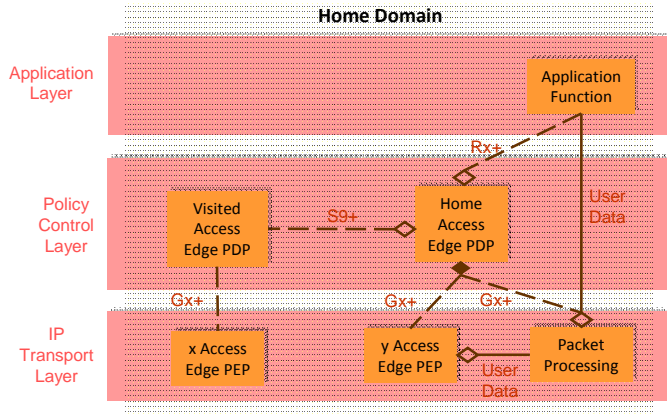 Home Domain
Application
Layer
Application
Function
Rx+
Policy
Control
Layer
Visited
Access
Edge PDP
S9+
Home
Access
Edge PDP
User
Data
Gx+
Gx+
Gx+
IP
Transport
Layer
x Access
Edge PEP
y Access
Edge PEP
User
Data
Packet
Processing